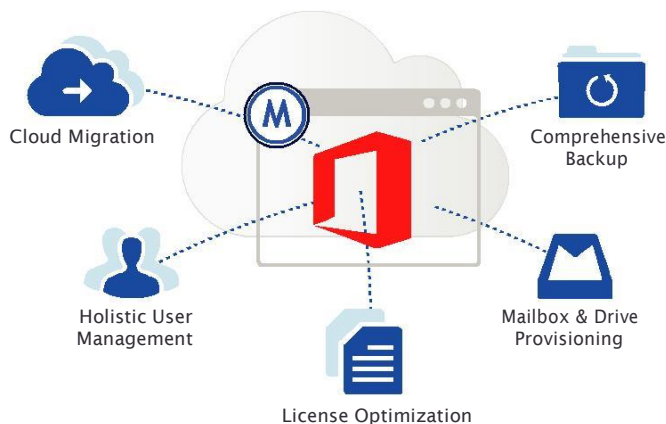 M
Cloud Migration
Comprehensive
Backup
Holistic User
Management
Mailbox & Drive
Provisioning
License Optimization